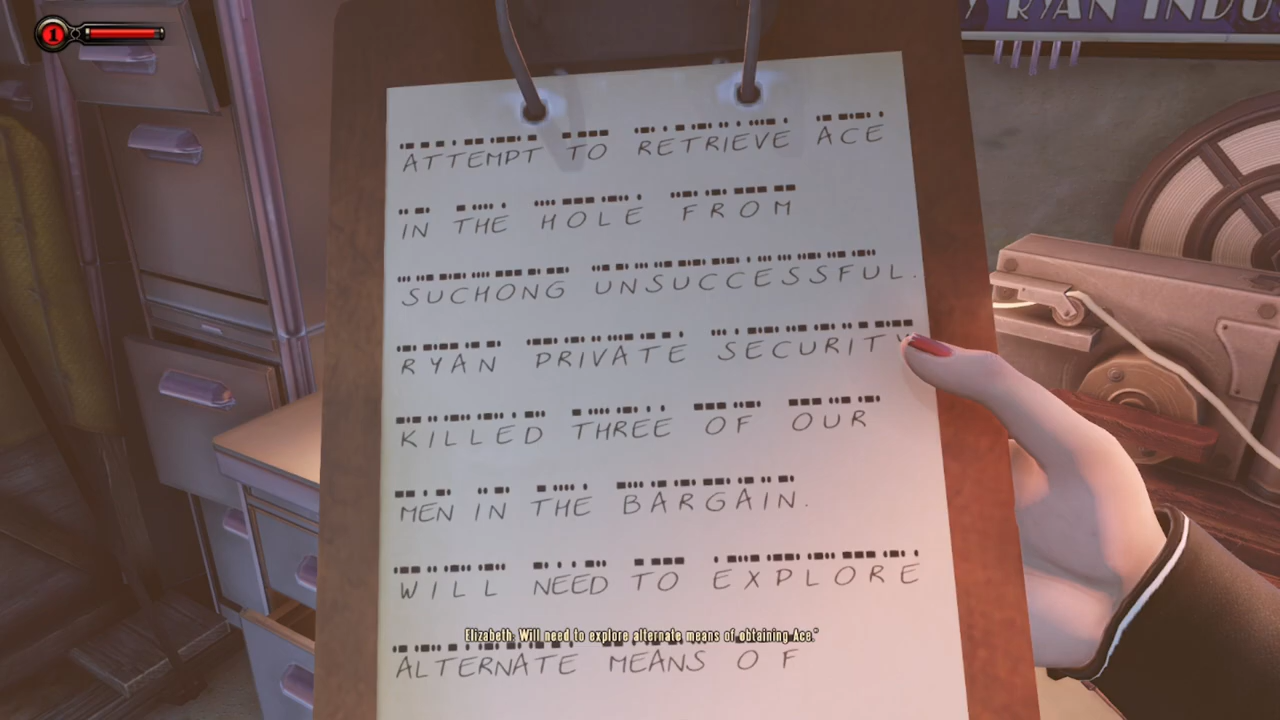 1
Y RYAN INDU
ATTEMPT TO RETRIEVE ACE
IN THE HOLE FROM
SUCHONG UNSUCCESSFUL.
RYAN PRIVATE SECURITY
KILLED THREE OF OUR
MEN IN THE BARGAIN.
WILL NEED TO EXPLORE
Elizabeth: Will need to explore alternate means of obtaining Ace."
ALTERNATE MEANS OF